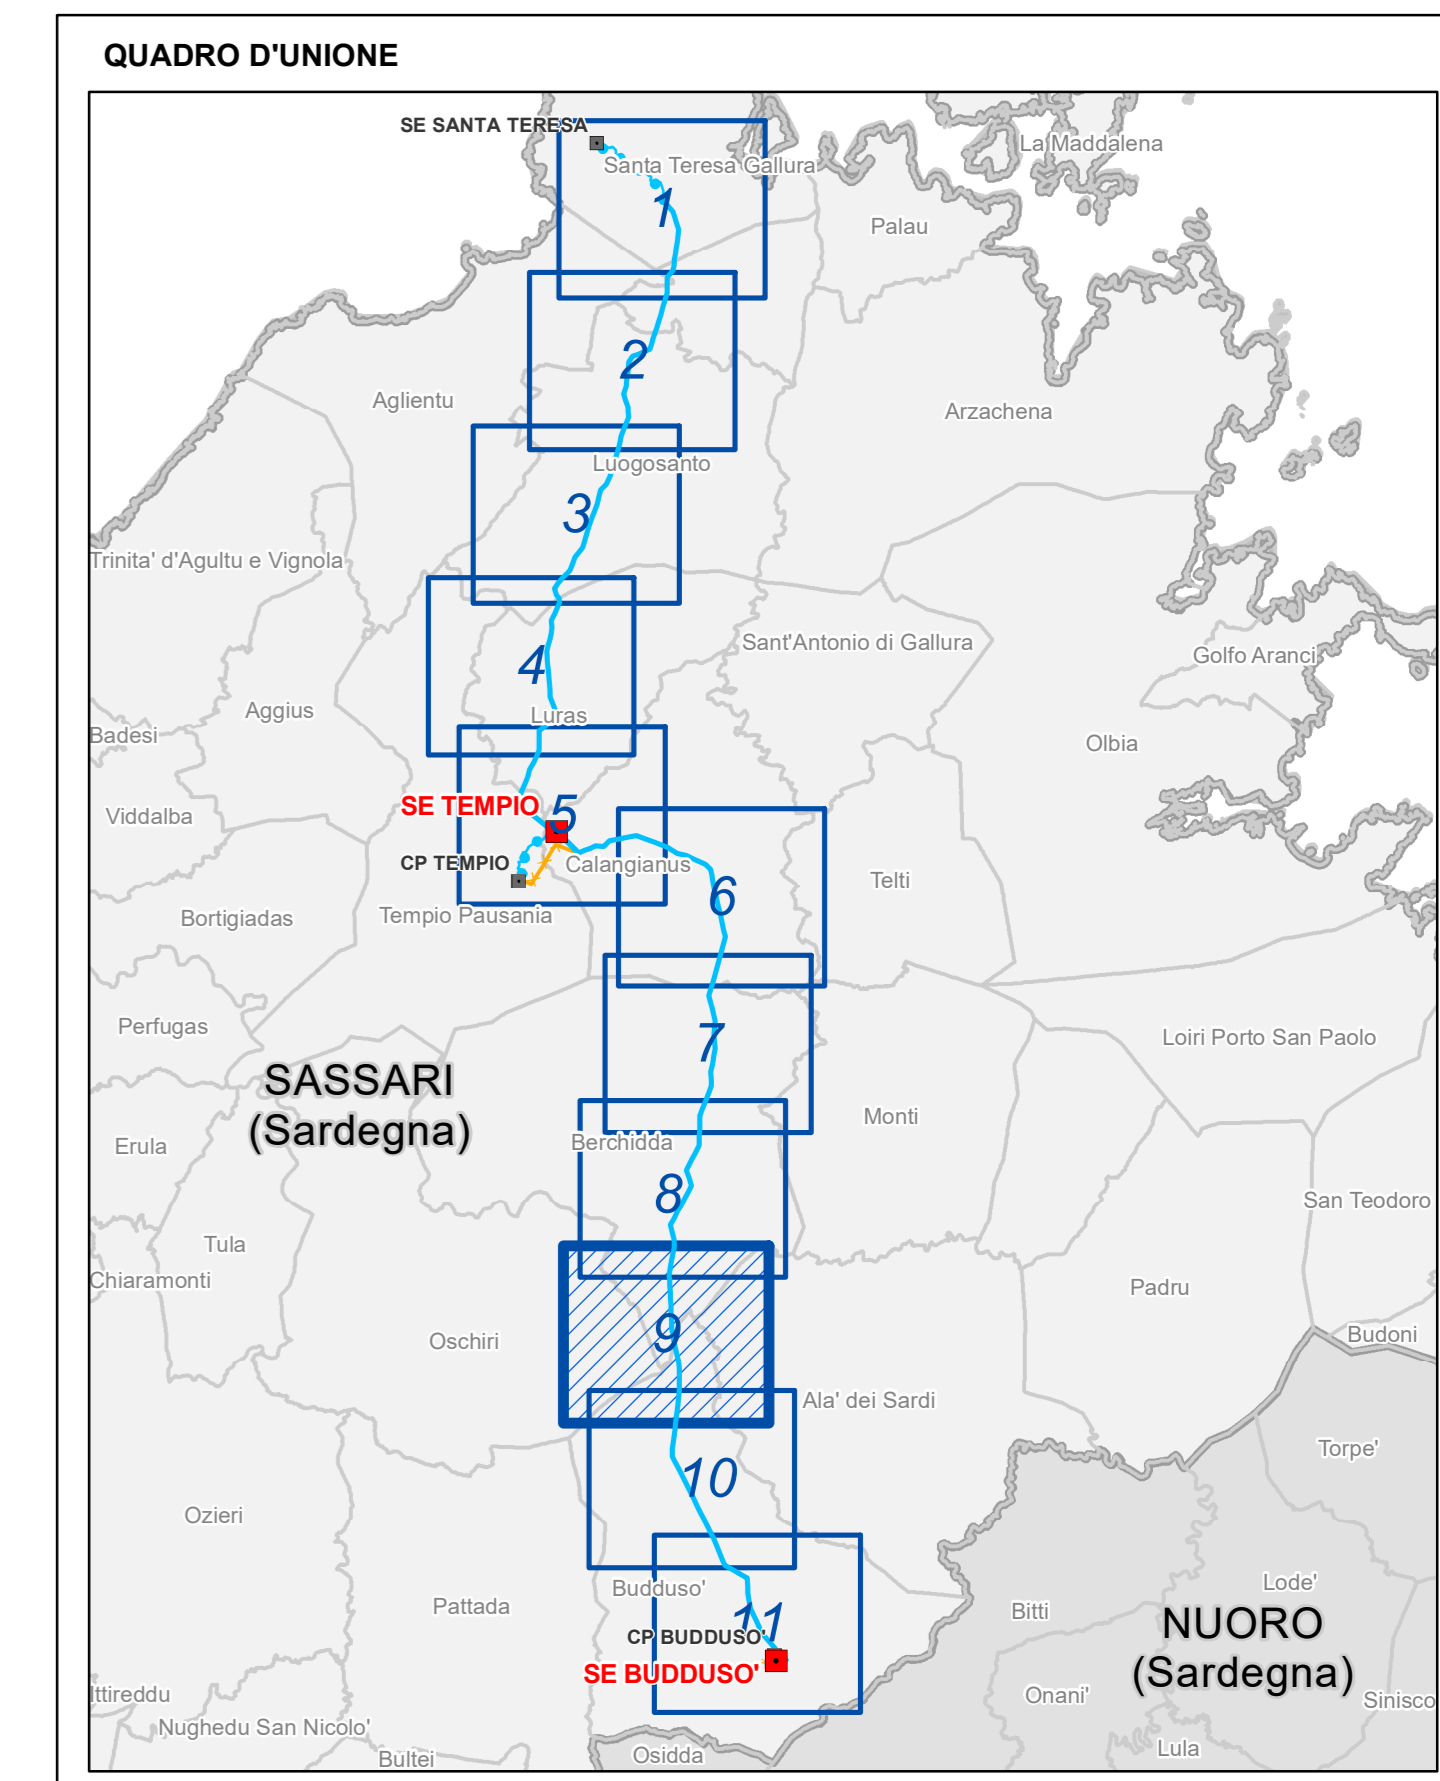 QUADRO D'UNIONE
SE SANTA TERESA
La Maddalena
Santa Teresa Gallura
1
Palau
2
Aglientu
Arzachena
Luogosanto
3
Trinita' d'Agultu e Vignola
Sant'Antonio di Gallura
Golfo Aranci
4
Aggius
Luras
Badesi
Olbia
SE TEMPIO
5
Viddalba
CP TEMPIO
Calangianus
Telti
6
Bortigiadas
Tempio Pausania
Perfugas
Loiri Porto San Paolo
7
SASSARI
(Sardegna)
Monti
Erula
Berchidda
8
San Teodoro
Tula
Chiaramonti
Padru
Oschiri
9
Budoni
Ala' dei Sardi
Torpe'
10
Ozieri
Lode'
Budduso'
Pattada
Bitti
11
NUORO
(Sardegna)
CP BUDDUSO'
SE BUDDUSO'
Ittireddu
Onani'
Sinisco
Nughedu San Nicolo'
Bultei
Osidda
Lula